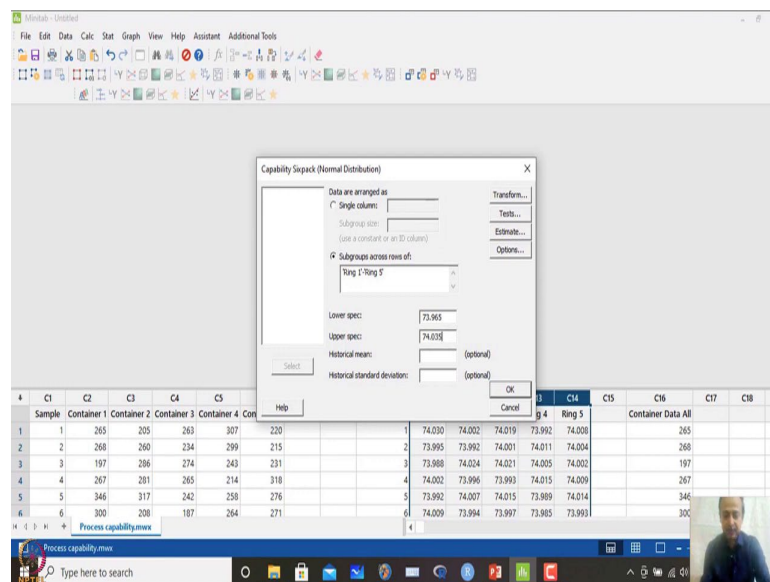 Minitab - Untitled
File Edit Data Calc Stat Graph View Help Assistant Additional Tools
Capability Sixpack (Normal Distribution) X
Data are arranged as
Single column:
Subgroup size:
(use a constant or an ID column)
Subgroups across rows of:
'Ring 1'-'Ring 5'
Transform...
Tests...
Estimate...
Options...
Lower spec: 73.965
Upper spec: 74.035
Historical mean: (optional)
Historical standard deviation: (optional)
Select
OK
Help Cancel
C1 C2 C3 C4 C5 C14 C15 C16 C17 C18
Sample Container 1 Container 2 Container 3 Container 4 Con g 4 Ring 5 Container Data All
1 1 265 205 263 307 220 1 74.030 74.002 74.019 73.992 74.008 265
2 2 268 260 234 299 215 2 73.995 73.992 74.001 74.011 74.004 268
3 3 197 286 274 243 231 3 73.988 74.024 74.021 74.005 74.002 197
4 4 267 281 265 214 318 4 74.002 73.996 73.993 74.015 74.009 267
5 5 346 317 242 258 276 5 73.992 74.007 74.015 73.989 74.014 346
6 6 300 208 187 264 271 6 74.009 73.994 73.997 73.985 73.993 300
Process capability.mwx
Process capability.mwx
NPTEL
Type here to search